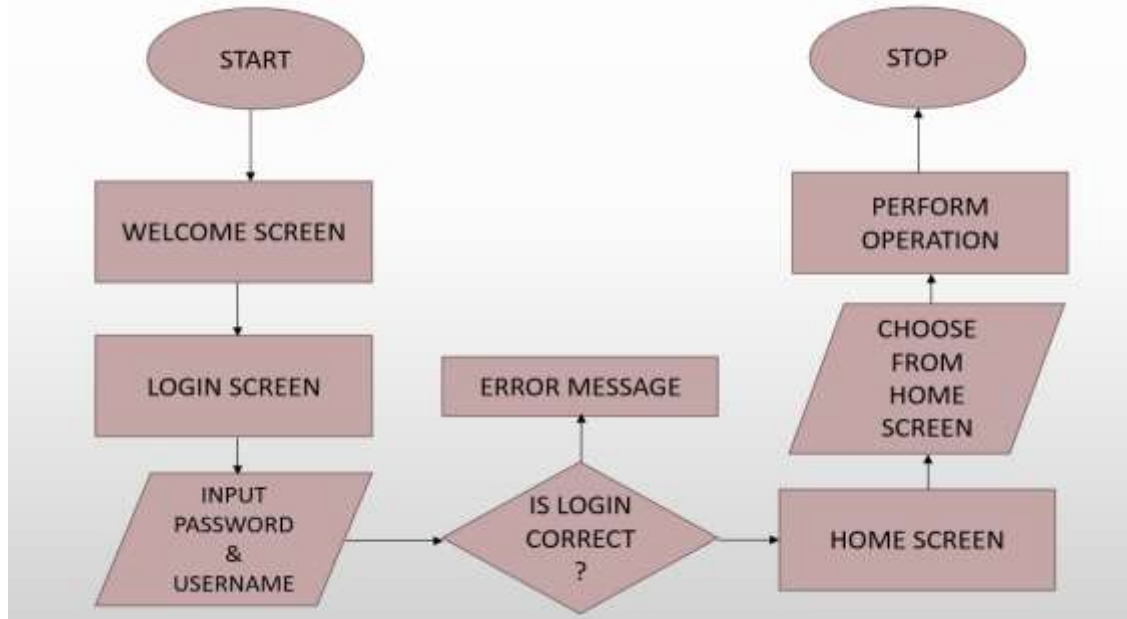 START
WELCOME SCREEN
LOGIN SCREEN
INPUT
PASSWORD
&
USERNAME
IS LOGIN
CORRECT
?
ERROR MESSAGE
HOME SCREEN
CHOOSE
FROM
HOME
SCREEN
PERFORM
OPERATION
STOP